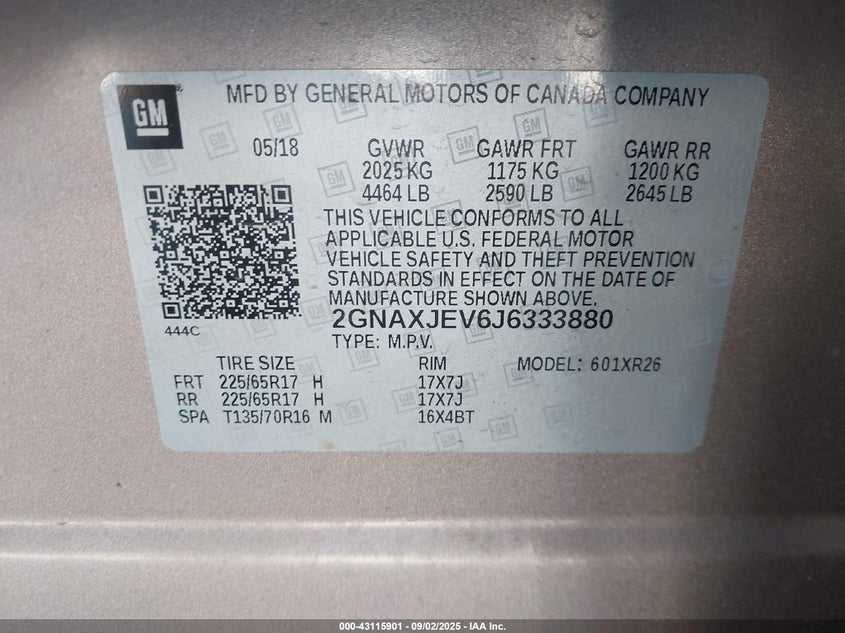 GM
MFD BY GENERAL MOTORS OF CANADA COMPANY
05/18 GVWR GAWR FRT GAWR RR
2025 KG 1175 KG 1200 KG
4464 LB 2590 LB 2645 LB
THIS VEHICLE CONFORMS TO ALL
APPLICABLE U.S. FEDERAL MOTOR
VEHICLE SAFETY AND THEFT PREVENTION
STANDARDS IN EFFECT ON THE DATE OF
MANUFACTURE SHOWN ABOVE.
444C
2GNAXJEV6J6333880
TYPE: M.P.V.
TIRE SIZE RIM MODEL: 601XR26
FRT 225/65R17 H 17X7J
RR 225/65R17 H 17X7J
SPA T135/70R16 M 16X4BT
000-43115901 - 09/02/2025 - IAA Inc.